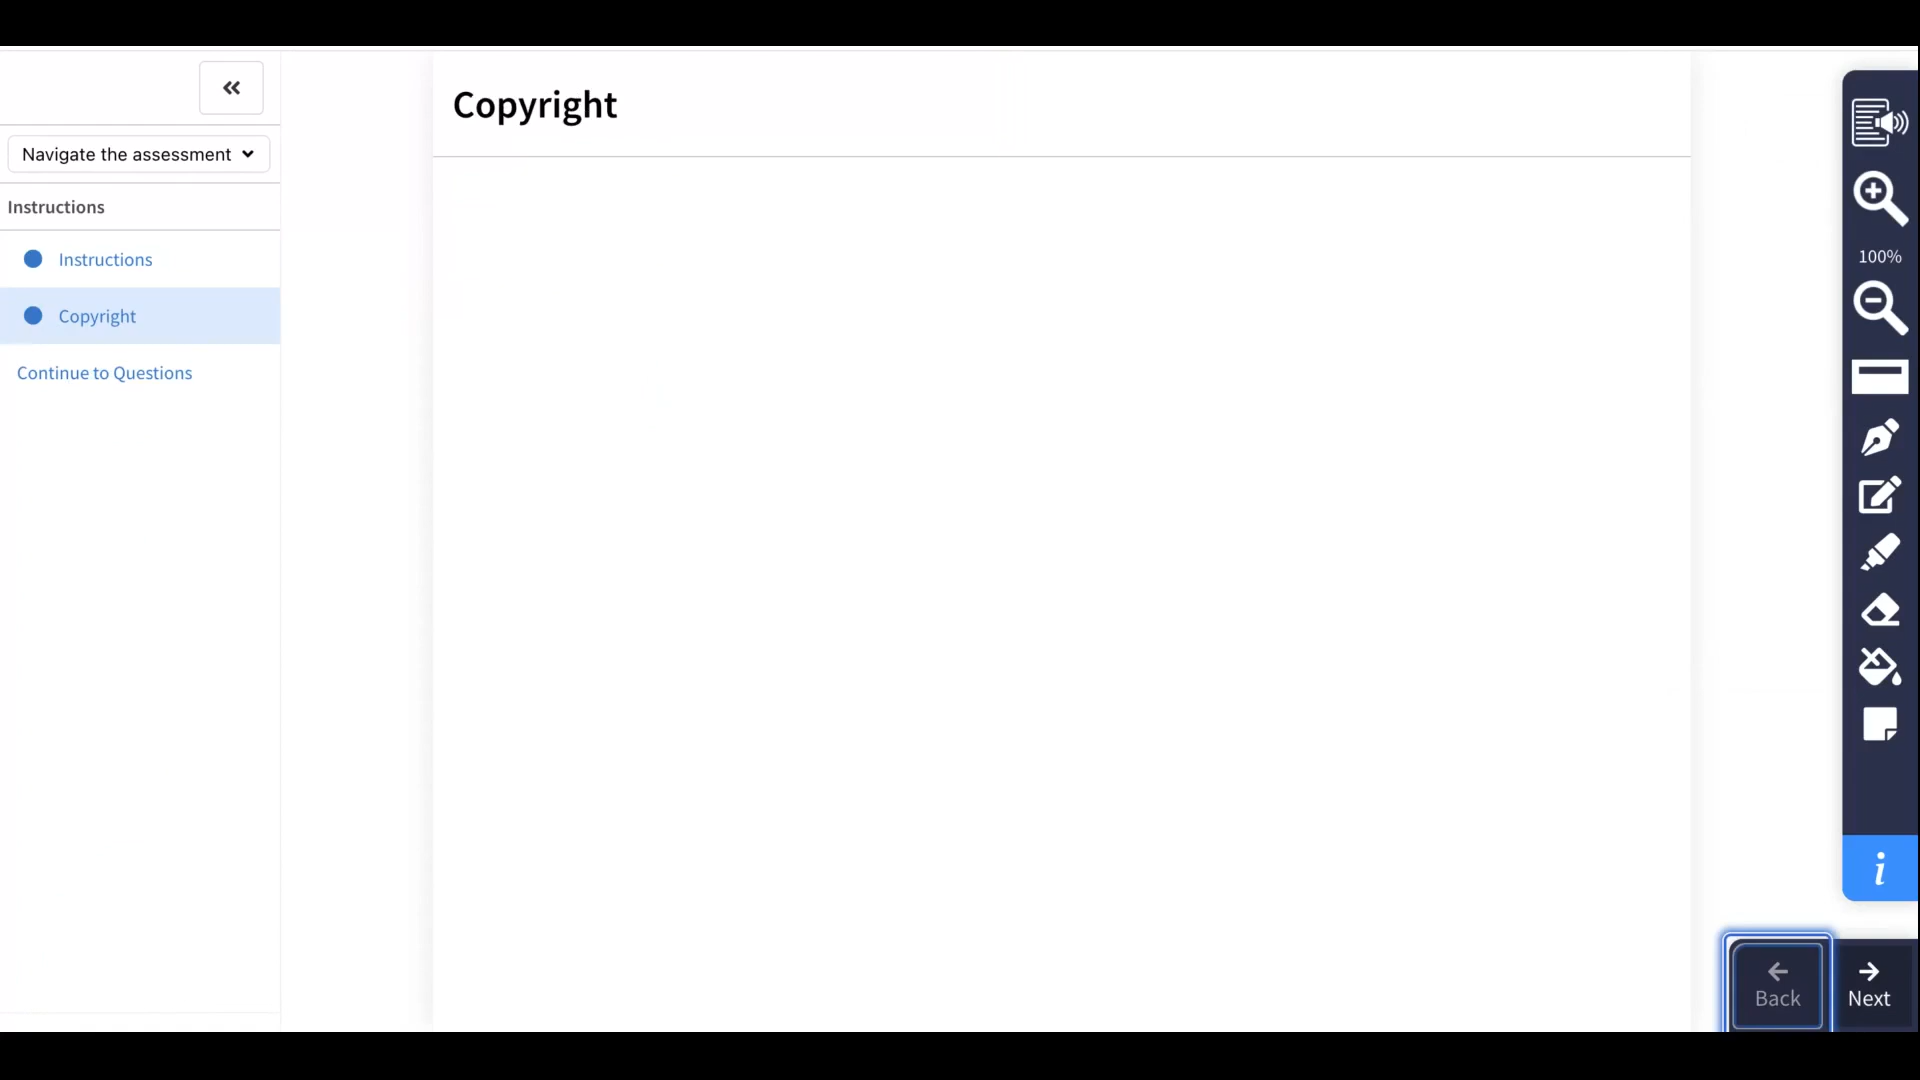 «
Navigate the assessment
Instructions
Instructions
Copyright
Continue to Questions
Copyright
100%
i
Back
Next